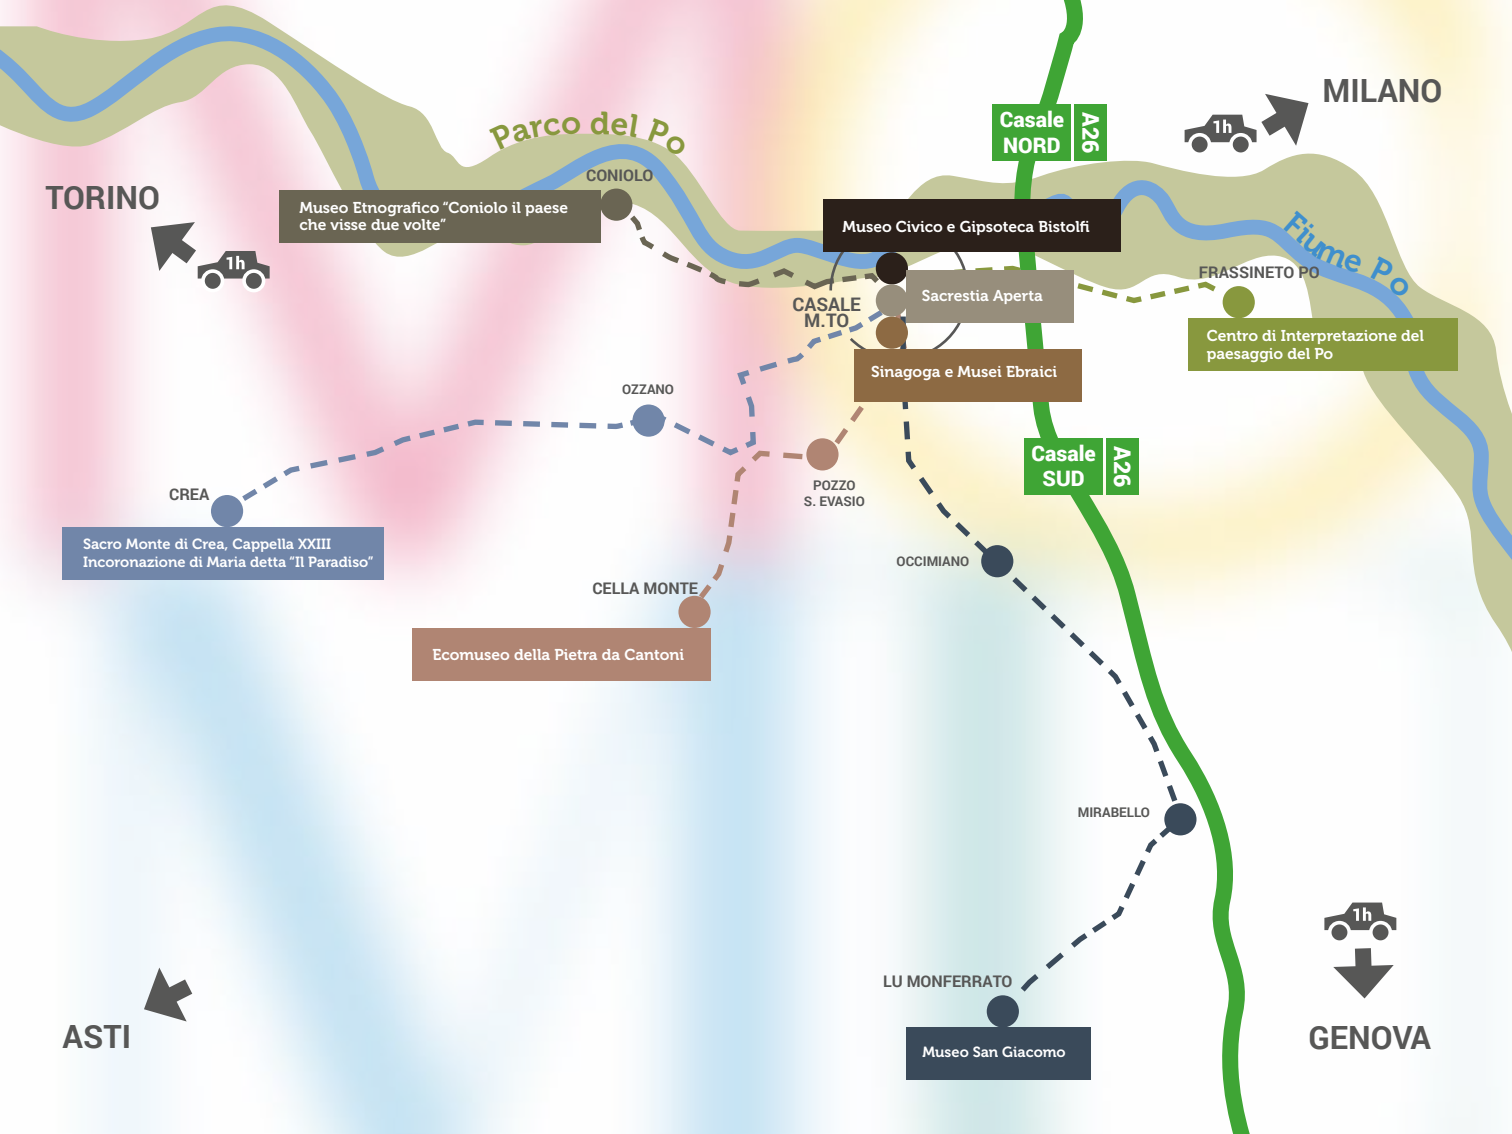 MILANO
1h
Casale
NORD
A26
Parco del Po
CONIOLO
TORINO
1h
Museo Etnografico “Coniolo il paese
che visse due volte”
Museo Civico e Gipsoteca Bistolfi
Fiume Po
FRASSINETO PO
Sacrestia Aperta
CASALE
M.TO
Centro di Interpretazione del
paesaggio del Po
Sinagoga e Musei Ebraici
OZZANO
Casale
SUD
A26
CREA
POZZO
S. EVASIO
Sacro Monte di Crea, Cappella XXIII
Incoronazione di Maria detta “Il Paradiso”
OCCIMIANO
CELLA MONTE
Ecomuseo della Pietra da Cantoni
MIRABELLO
1h
LU MONFERRATO
ASTI
GENOVA
Museo San Giacomo